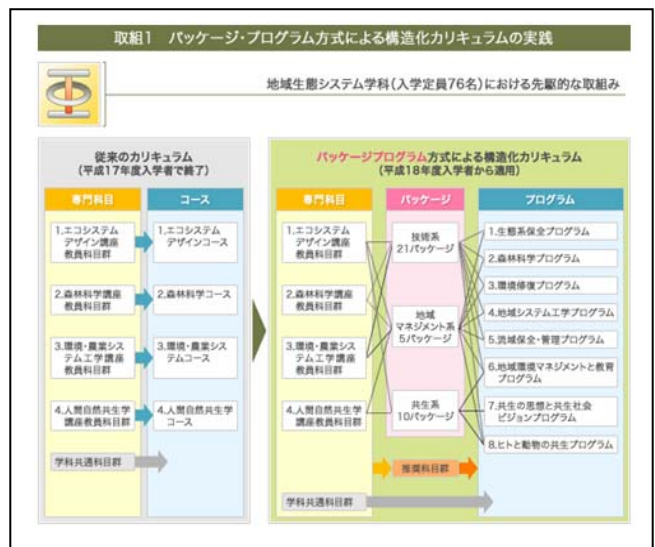 取組1 パッケージ・プログラム方式による構造化カリキュラムの実践
地域生態システム学科(入学定員76名)における先駆的な取組み
従来のカリキュラム
(平成17年度入学者で終了)
専門科目
コース
1.エコシステム
デザイン講座
教員科目群
1.エコシステム
デザインコース
2.森林科学講座
教員科目群
2.森林科学コース
3.環境・農業シス
テム工学講座
教員科目群
3.環境・農業シス
テムコース
4.人間自然共生学
講座教員科目群
4.人間自然共生学
コース
学科共通科目群
パッケージプログラム方式による構造化カリキュラム
(平成18年度入学者から適用)
専門科目
パッケージ
プログラム
1.エコシステム
デザイン講座
教員科目群
2.森林科学講座
教員科目群
3.環境・農業シス
テム工学講座
教員科目群
4.人間自然共生学
講座教員科目群
技術系
21パッケージ
地域
マネジメント系
5パッケージ
共生系
10パッケージ
1.生態系保全プログラム
2.森林科学プログラム
3.環境修復プログラム
4.地域システム工学プログラム
5.流域保全・管理プログラム
6.地域環境マネジメントと教育
プログラム
7.共生の思想と共生社会
ビジョンプログラム
8.ヒトと動物の共生プログラム
推奨科目群
学科共通科目群